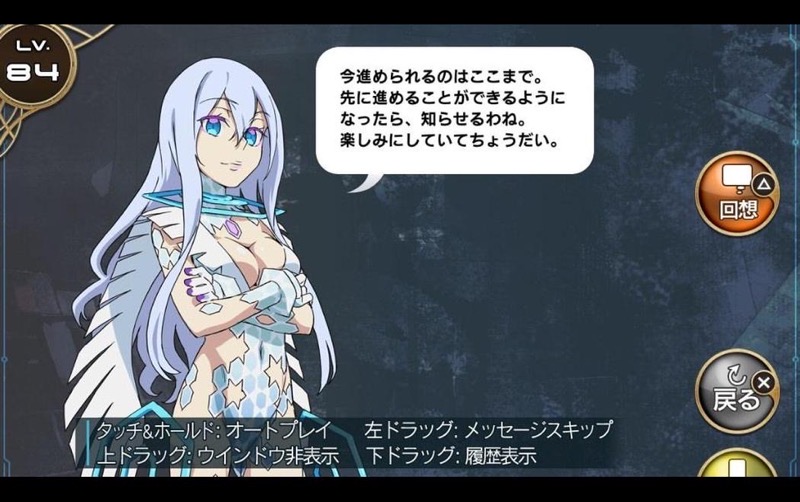 LV.
84
今進められるのはここまで。
先に進めることができるように
なったら、知らせるわね。
楽しみにしていてちょうだい。
回想
戻る
タッチ&ホールド: オートプレイ 左ドラッグ: メッセージスキップ
上ドラッグ: ウインドウ非表示 下ドラッグ: 履歴表示